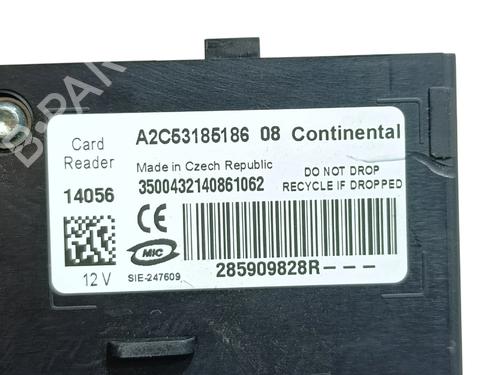 Card Reader
A2C53185186 08 Continental
Made in Czech Republic
14056
3500432140861062
DO NOT DROP
RECYCLE IF DROPPED
CE
MIC
12 V
SIE-247609
285909828R---
B-PAR